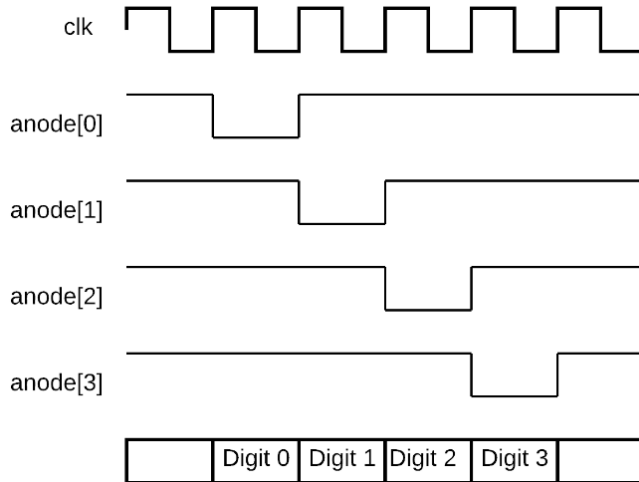 clk
anode[0]
anode[1]
anode[2]
anode[3]
Digit 0 Digit 1 Digit 2 Digit 3